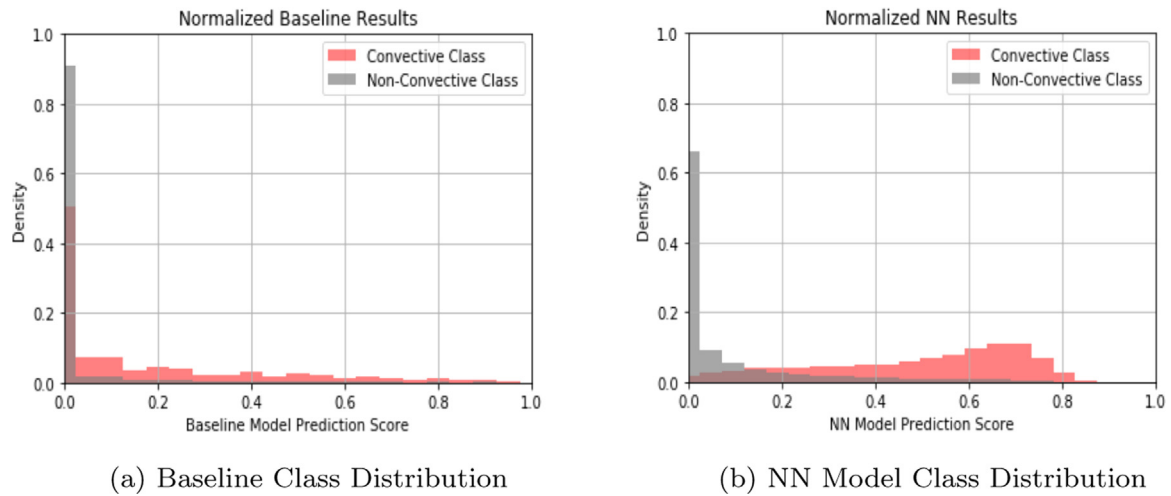 Normalized Baseline Results
1.0
0.8
0.6
0.4
0.2
0.0
Density
Convective Class
Non-Convective Class
0.0 0.2 0.4 0.6 0.8 1.0
Baseline Model Prediction Score
(a) Baseline Class Distribution
Normalized NN Results
1.0
0.8
0.6
0.4
0.2
0.0
Density
Convective Class
Non-Convective Class
0.0 0.2 0.4 0.6 0.8 1.0
NN Model Prediction Score
(b) NN Model Class Distribution